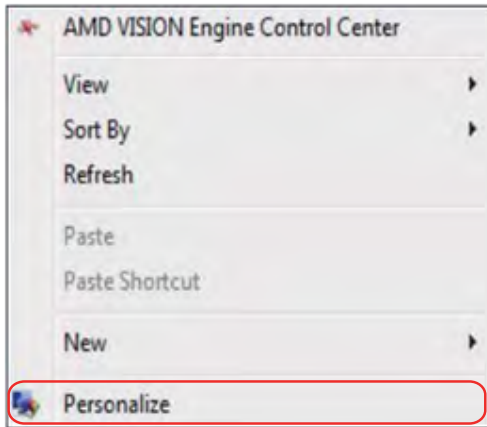 AMD VISION Engine Control Center
View
Sort By
Refresh
Paste
Paste Shortcut
New
Personalize